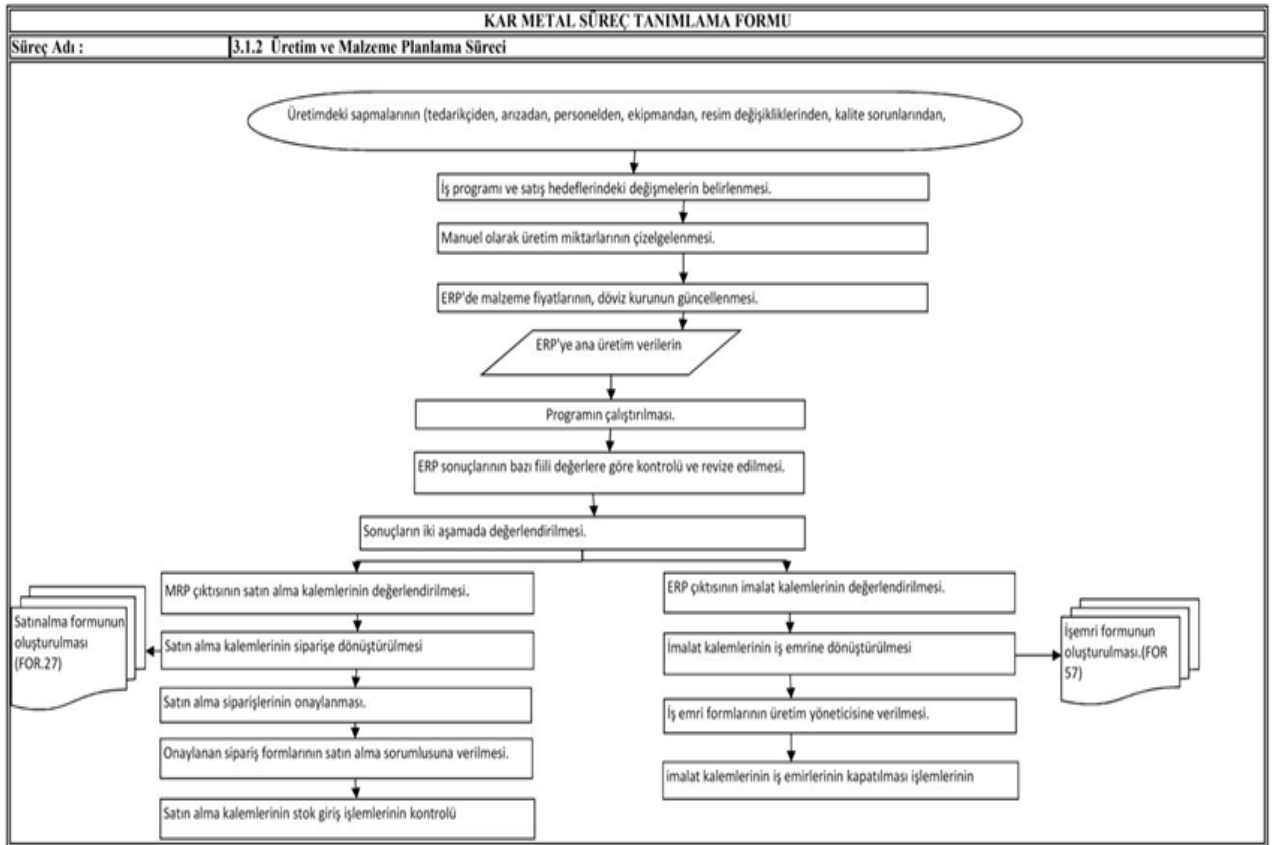 KAR METAL SÜREÇ TANIMLAMA FORMU
Süreç Adı :
3.1.2 Üretim ve Malzeme Planlama Süreci
Üretimdeki sapmalarının (tedarikçiden, arızadan, personelden, ekipmandan, resim değişikliklerinden, kalite sorunlarından,
İş programı ve satış hedeflerindeki değişmelerin belirlenmesi.
Manuel olarak üretim miktarlarının çizelgelenmesi.
ERP'de malzeme fiyatlarının, döviz kurunun güncellenmesi.
ERP'ye ana üretim verilerin
Programın çalıştırılması.
ERP sonuçlarının bazı fiili değerlere göre kontrolü ve revize edilmesi.
Sonuçların iki aşamada değerlendirilmesi.
MRP çıktısının satın alma kalemlerinin değerlendirilmesi.
Satınalma formunun
oluşturulması
(FOR.27)
Satın alma kalemlerinin siparişe dönüştürülmesi
Satın alma siparişlerinin onaylanması.
Onaylanan sipariş formlarının satın alma sorumlusuna verilmesi.
Satın alma kalemlerinin stok giriş işlemlerinin kontrolü
ERP çıktısının imalat kalemlerinin değerlendirilmesi.
İmalat kalemlerinin iş emrine dönüştürülmesi
İşemri formunun
oluşturulması.(FOR
57)
İş emri formlarının üretim yöneticisine verilmesi.
imalat kalemlerinin iş emirlerinin kapatılması işlemlerinin